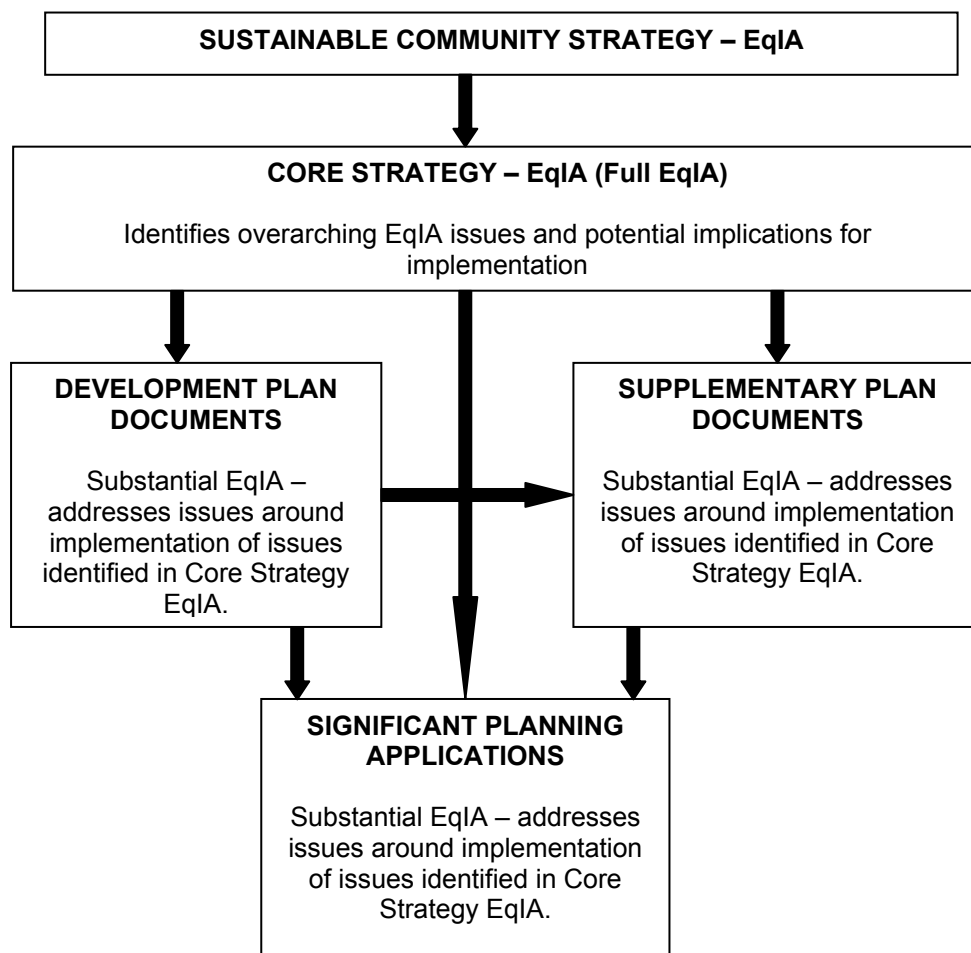 SUSTAINABLE COMMUNITY STRATEGY – EqIA
CORE STRATEGY – EqIA (Full EqIA)
Identifies overarching EqIA issues and potential implications for
implementation
DEVELOPMENT PLAN
DOCUMENTS
Substantial EqIA –
addresses issues around
implementation of issues
identified in Core Strategy
EqIA.
SUPPLEMENTARY PLAN
DOCUMENTS
Substantial EqIA – addresses
issues around implementation
of issues identified in Core
Strategy EqIA.
SIGNIFICANT PLANNING
APPLICATIONS
Substantial EqIA – addresses
issues around implementation
of issues identified in Core
Strategy EqIA.